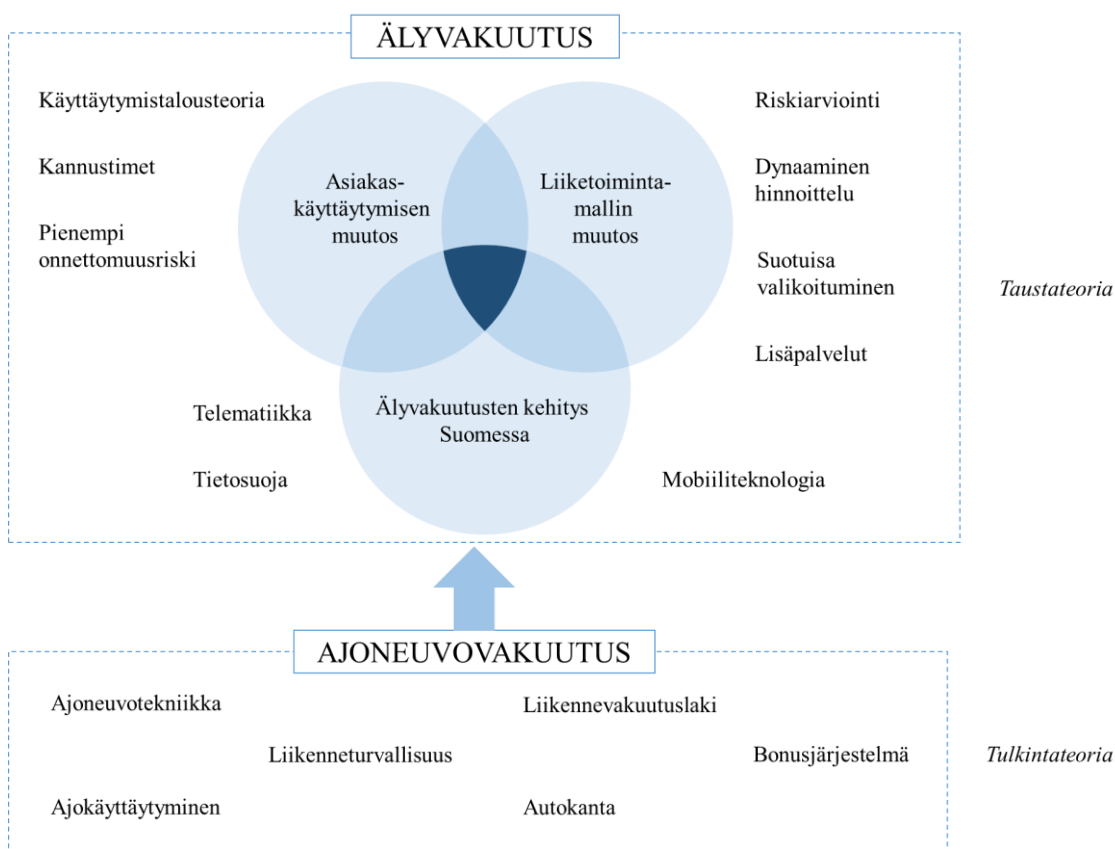 ÄLYVAKUUTUS
Käyttäytymistalousteoria
Kannustimet
Pienempi
onnettomuusriski
Asiakas-
käyttäytymisen
muutos
Liiketoiminta-
mallin
muutos
Riskiarviointi
Dynaaminen
hinnoittelu
Suotuisa
valikoituminen
Lisäpalvelut
Taustateoria
Telematiikka
Tietosuoja
Älyvakuutusten kehitys
Suomessa
Mobiiliteknologia
AJONEUVOVAKUUTUS
Ajoneuvotekniikka
Liikennevakuutuslaki
Liikenneturvallisuus
Bonusjärjestelmä
Tulkintateoria
Ajokäyttäytyminen
Autokanta